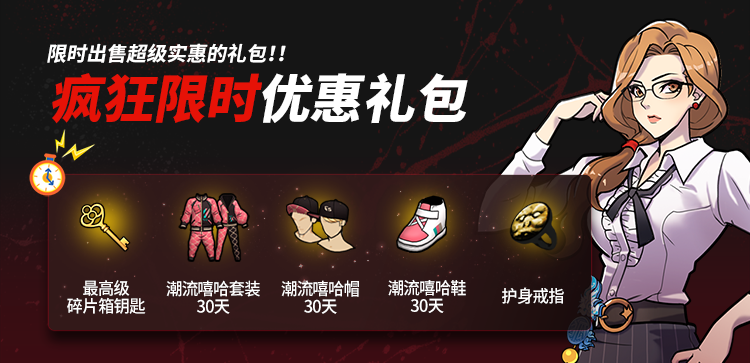 限时出售超级实惠的礼包!!
疯狂限时优惠礼包
最高级
碎片箱钥匙
潮流嘻哈套装
30天
潮流嘻哈帽
30天
潮流嘻哈鞋
30天
护身戒指